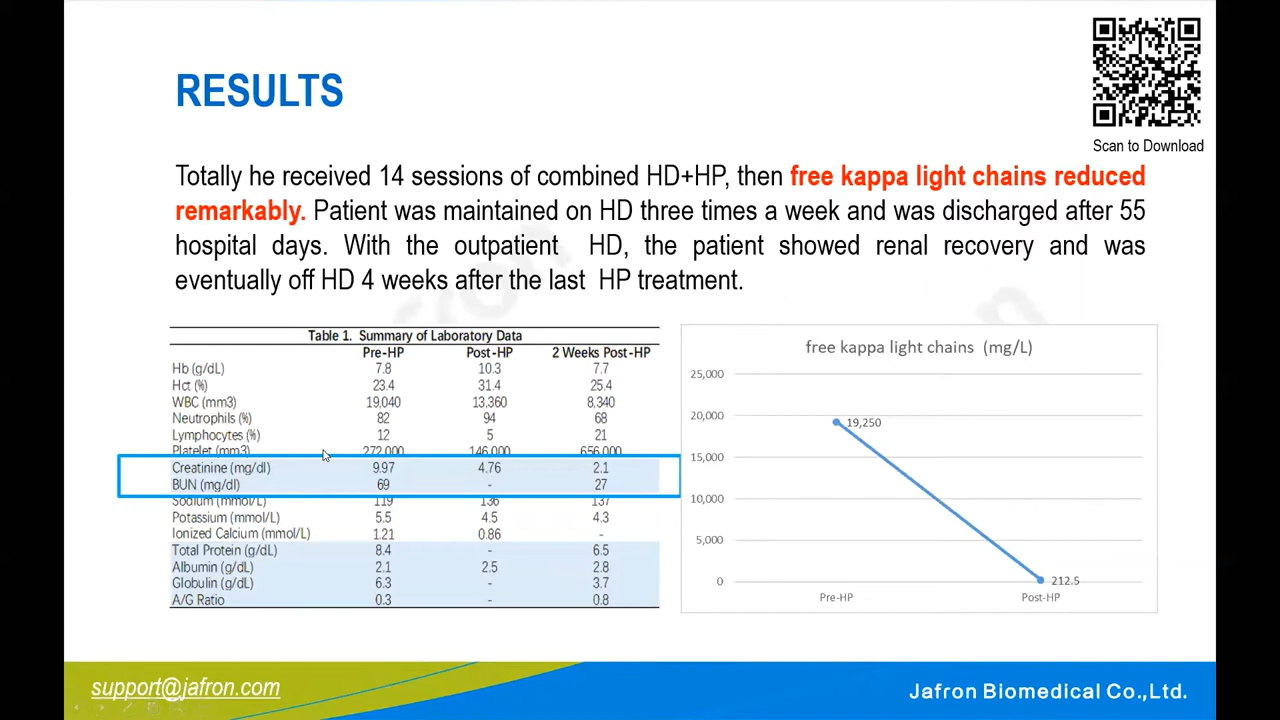 RESULTS
Scan to Download
Totally he received 14 sessions of combined HD+HP, then free kappa light chains reduced
remarkably. Patient was maintained on HD three times a week and was discharged after 55
hospital days. With the outpatient HD, the patient showed renal recovery and was
eventually off HD 4 weeks after the last HP treatment.
Table 1. Summary of Laboratory Data
Pre-HP Post-HP 2 Weeks Post-HP
Hb (g/dL) 7.8 10.3 7.7
Hct (%) 23.4 31.4 25.4
WBC (mm3) 19,040 13,360 8,340
Neutrophils (%) 82 94 68
Lymphocytes (%) 12 5 21
Platelet (mm3) 272,000 146,000 656,000
Creatinine (mg/dl) 9.97 4.76 2.1
BUN (mg/dl) 69 - 27
Sodium (mmol/L) 119 136 137
Potassium (mmol/L) 5.5 4.5 4.3
Ionized Calcium (mmol/L) 1.21 0.86 -
Total Protein (g/dL) 8.4 - 6.5
Albumin (g/dL) 2.1 2.5 2.8
Globulin (g/dL) 6.3 - 3.7
A/G Ratio 0.3 - 0.8
free kappa light chains (mg/L)
25,000
20,000
19,250
15,000
10,000
5,000
0
212.5
Pre-HP Post-HP
support@jafron.com
Jafron Biomedical Co.,Ltd.